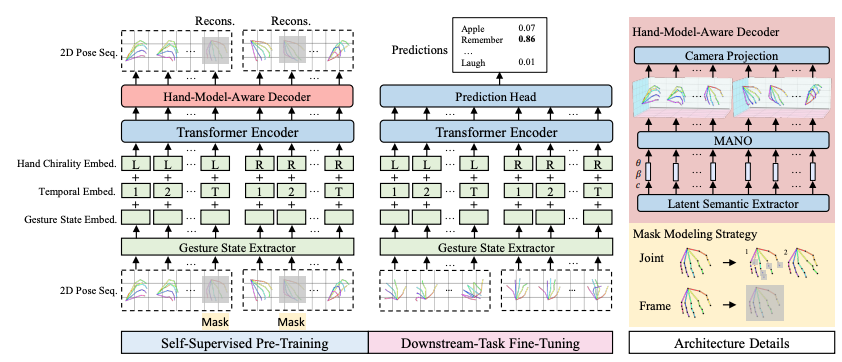 Recons. Recons.
2D Pose Seq.
... ...
Hand-Model-Aware Decoder
... ...
Transformer Encoder
Hand Chirality Embed. L L ... L R R ... R
+ + + + + +
Temporal Embed. 1 2 ... T 1 2 ... T
+ + + + + +
Gesture State Embed. ... ...
Gesture State Extractor
... ...
2D Pose Seq. ... ...
Mask Mask
Self-Supervised Pre-Training
Predictions
Apple 0.07
Remember 0.86
...
Laugh 0.01
Prediction Head
... ...
Transformer Encoder
L L ... L R R ... R
+ + + + + +
1 2 ... T 1 2 ... T
+ + + + + +
... ...
Gesture State Extractor
... ...
... ...
Downstream-Task Fine-Tuning
Hand-Model-Aware Decoder
Camera Projection
... ...
... ...
MANO
θ
β
c
... ...
Latent Semantic Extractor
Mask Modeling Strategy
Joint 1 2
Frame
Architecture Details